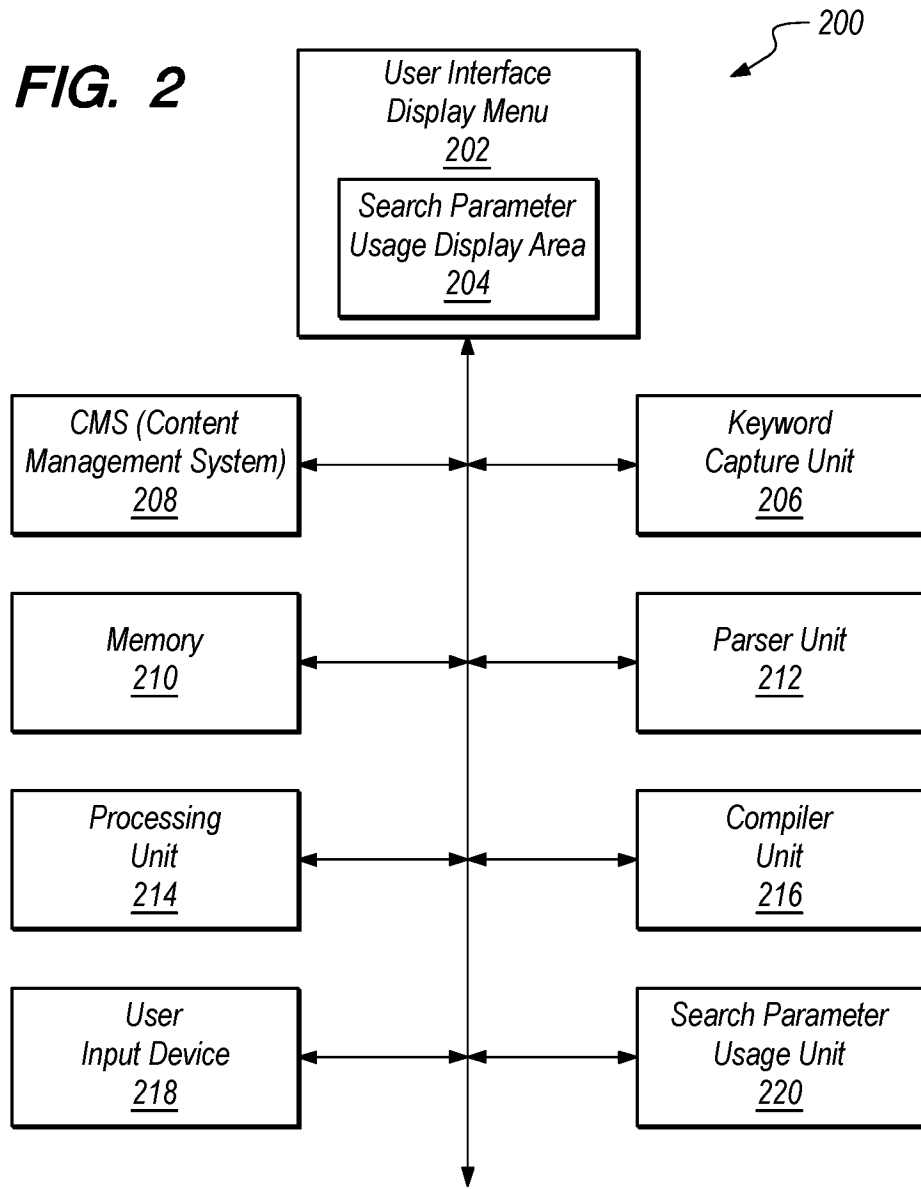 FIG. 2
200
User Interface
Display Menu
202
Search Parameter
Usage Display Area
204
CMS (Content
Management System)
208
Keyword
Capture Unit
206
Memory
210
Parser Unit
212
Processing
Unit
214
Compiler
Unit
216
User
Input Device
218
Search Parameter
Usage Unit
220